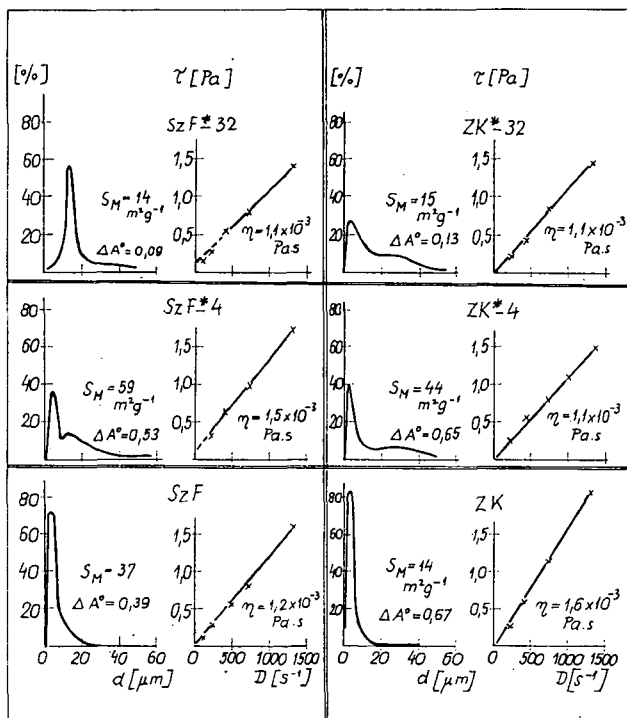 [%] τ[Pa]
SzF*-32
80
60
40
20
S_M=14
m²g⁻¹
ΔA°=0,09
1,5
1,0
0,5
η=1,1×10⁻³
Pa.s
[%] τ[Pa]
ZK*-32
80
60
40
20
S_M=15
m²g⁻¹
ΔA°=0,13
1,5
1,0
0,5
η=1,1×10⁻³
Pa.s
SzF*-4
80
60
40
20
S_M=59
m²g⁻¹
ΔA°=0,53
1,5
1,0
0,5
η=1,5×10⁻³
Pa.s
ZK*-4
80
60
40
20
S_M=44
m²g⁻¹
ΔA°=0,65
1,5
1,0
0,5
η=1,1×10⁻³
Pa.s
SzF
80
60
40
20
S_M=37
ΔA°=0,39
1,5
1,0
0,5
η=1,2×10⁻³
Pa.s
0 20 40 60
d[μm]
0 500 1000 1500
D[s⁻¹]
ZK
80
60
40
20
S_M=14
m²g⁻¹
ΔA°=0,67
1,5
1,0
0,5
η=1,6×10⁻³
Pa.s
0 20 40 60
d[μm]
0 500 1000 1500
D[s⁻¹]